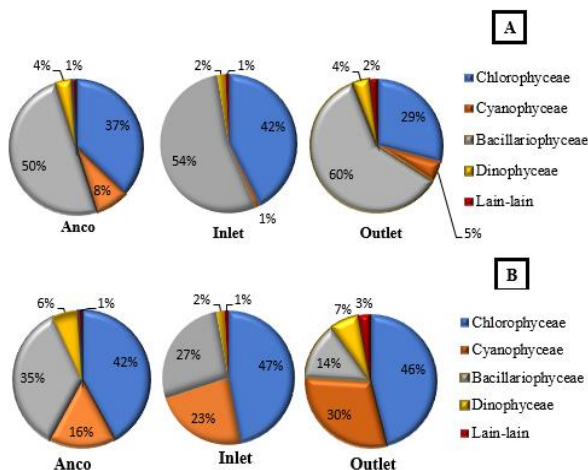 A
4%
1%
37%
50%
8%
Anco
2%
1%
42%
54%
1%
Inlet
4%
2%
29%
60%
5%
Outlet
Chlorophyceae
Cyanophyceae
Bacillariophyceae
Dinophyceae
Lain-lain
B
6%
1%
42%
35%
16%
Anco
2%
1%
27%
47%
23%
Inlet
7%
3%
14%
46%
30%
Outlet
Chlorophyceae
Cyanophyceae
Bacillariophyceae
Dinophyceae
Lain-lain